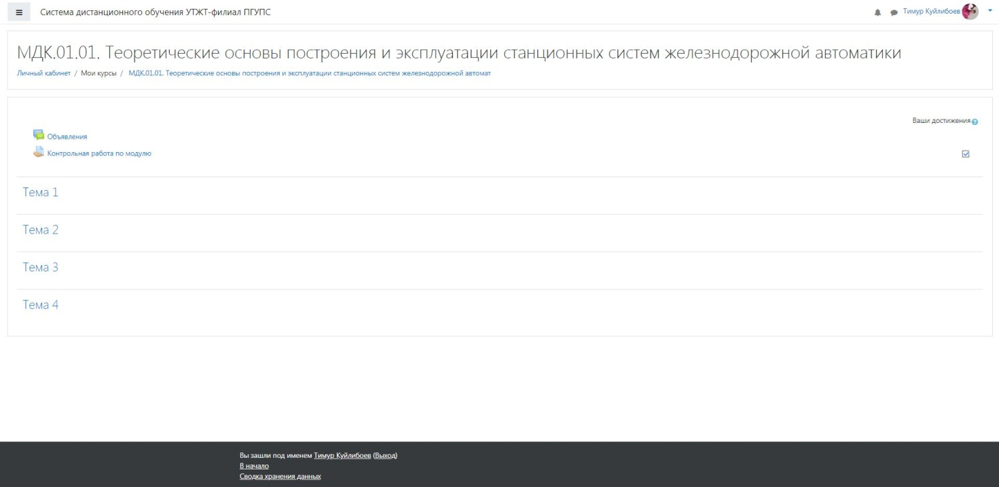 Система дистанционного обучения УТЖТ-филиал ПГУПС
Тимур Куйлибоев
МДК.01.01. Теоретические основы построения и эксплуатации станционных систем железнодорожной автоматики
Личный кабинет / Мои курсы / МДК.01.01. Теоретические основы построения и эксплуатации станционных систем железнодорожной автомат
Ваши достижения
Объявления
Контрольная работа по модулю
Тема 1
Тема 2
Тема 3
Тема 4
Вы зашли под именем Тимур Куйлибоев (Выход)
В начало
Сводка хранения данных